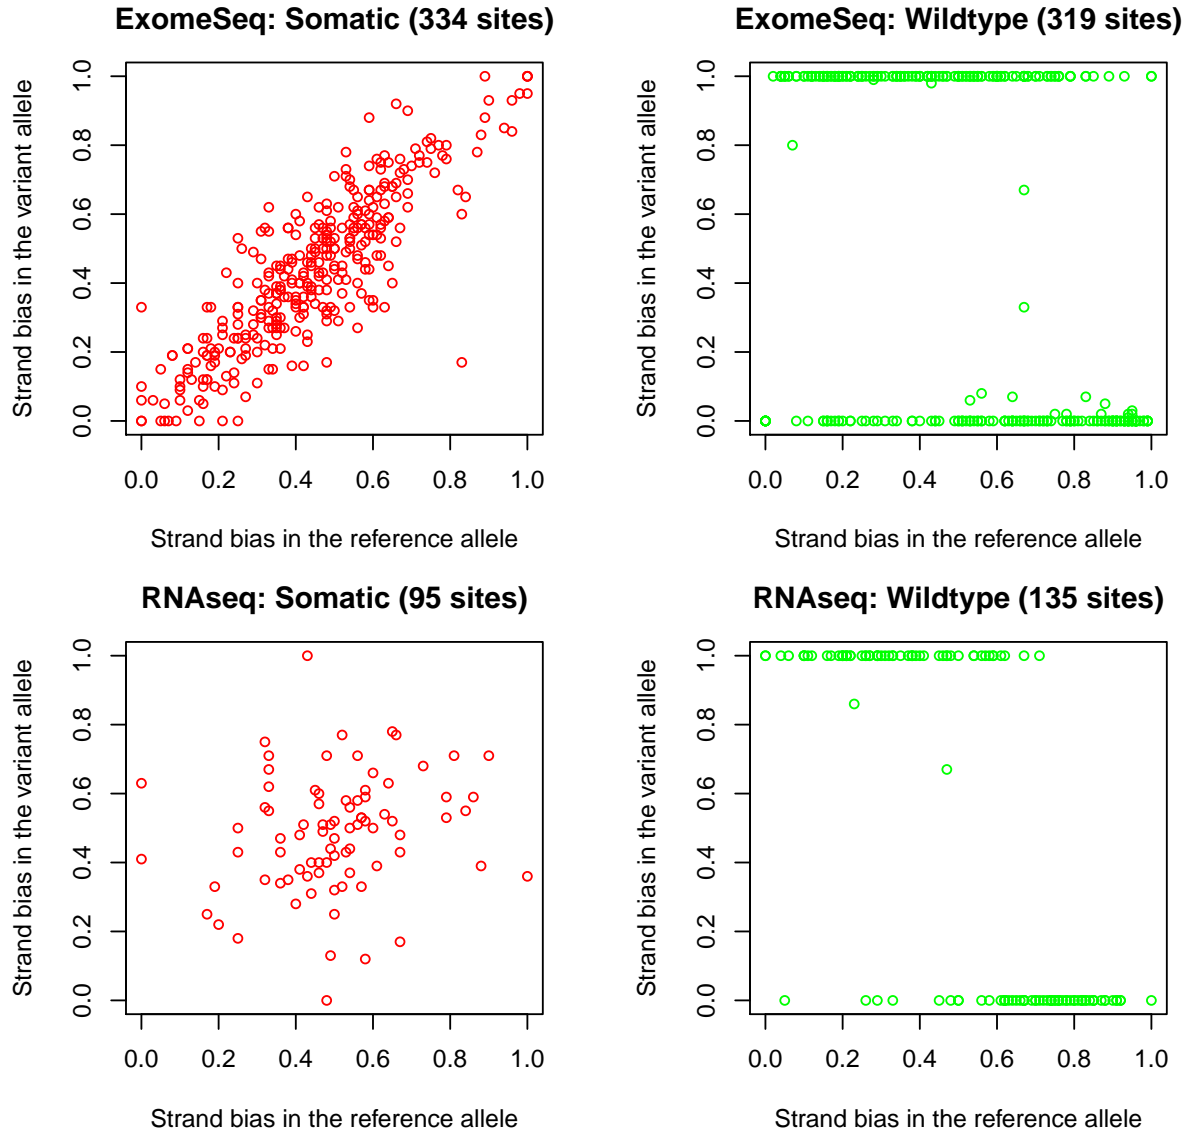 ExomeSeq: Somatic (334 sites)
Strand bias in the variant allele
1.0
0.8
0.6
0.4
0.2
0.0
0.0 0.2 0.4 0.6 0.8 1.0
Strand bias in the reference allele
ExomeSeq: Wildtype (319 sites)
Strand bias in the variant allele
1.0
0.8
0.6
0.4
0.2
0.0
0.0 0.2 0.4 0.6 0.8 1.0
Strand bias in the reference allele
RNAseq: Somatic (95 sites)
Strand bias in the variant allele
1.0
0.8
0.6
0.4
0.2
0.0
0.0 0.2 0.4 0.6 0.8 1.0
Strand bias in the reference allele
RNAseq: Wildtype (135 sites)
Strand bias in the variant allele
1.0
0.8
0.6
0.4
0.2
0.0
0.0 0.2 0.4 0.6 0.8 1.0
Strand bias in the reference allele